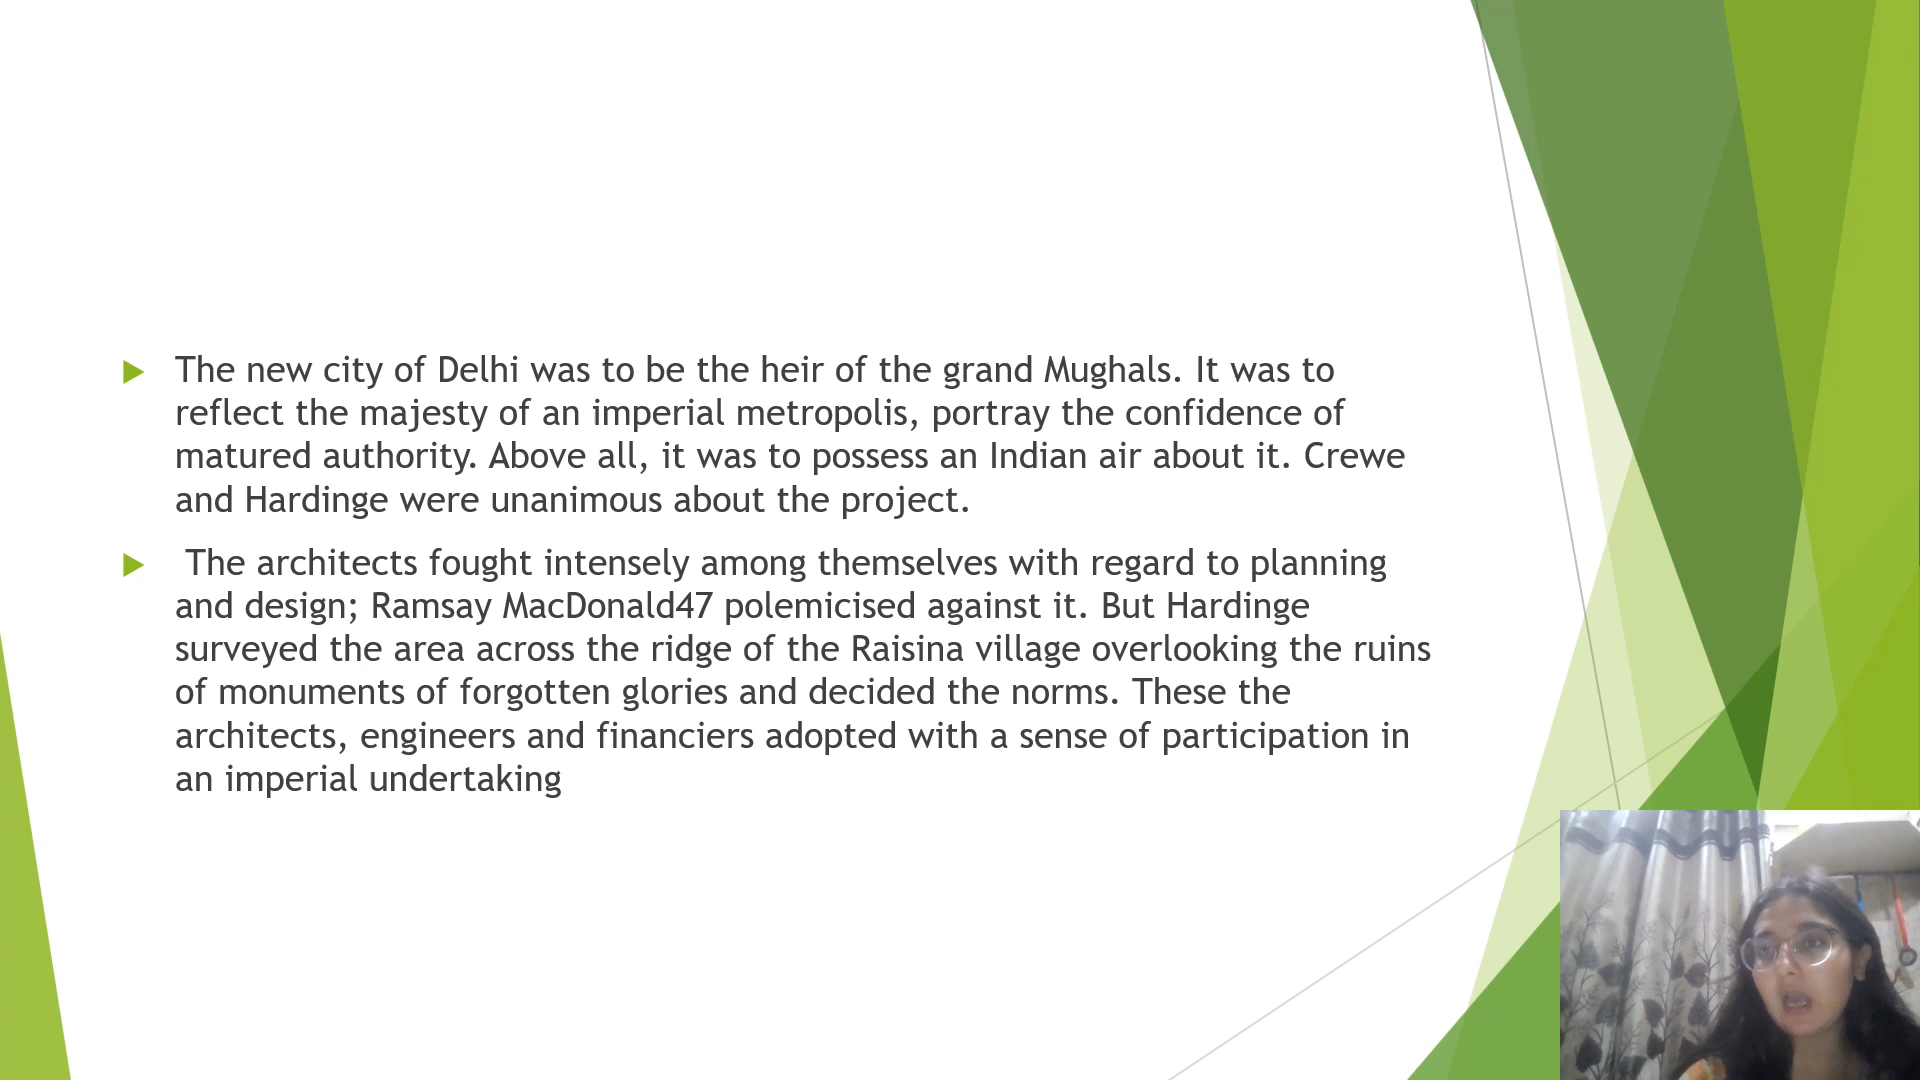 The new city of Delhi was to be the heir of the grand Mughals. It was to
reflect the majesty of an imperial metropolis, portray the confidence of
matured authority. Above all, it was to possess an Indian air about it. Crewe
and Hardinge were unanimous about the project.
The architects fought intensely among themselves with regard to planning
and design; Ramsay MacDonald47 polemicised against it. But Hardinge
surveyed the area across the ridge of the Raisina village overlooking the ruins
of monuments of forgotten glories and decided the norms. These the
architects, engineers and financiers adopted with a sense of participation in
an imperial undertaking